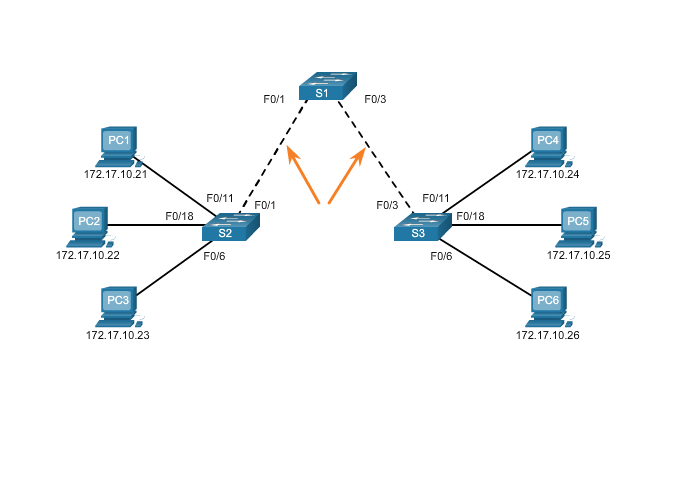 S1
F0/1
F0/3
PC1
172.17.10.21
PC4
172.17.10.24
F0/11
F0/1
F0/3
F0/11
PC2
172.17.10.22
F0/18
S2
F0/6
S3
F0/18
F0/6
PC5
172.17.10.25
PC3
172.17.10.23
PC6
172.17.10.26